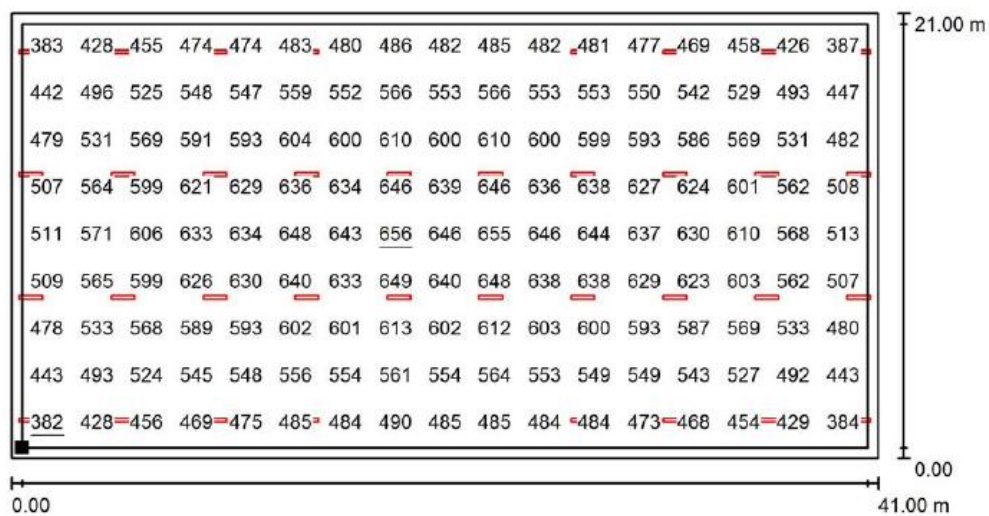 383 428 455 474 474 483 480 486 482 485 482 481 477 469 458 426 387
21.00 m
442 496 525 548 547 559 552 566 553 566 553 553 550 542 529 493 447
479 531 569 591 593 604 600 610 600 610 600 599 593 586 569 531 482
507 564 599 621 629 636 634 646 639 646 636 638 627 624 601 562 508
511 571 606 633 634 648 643 656 646 655 646 644 637 630 610 568 513
509 565 599 626 630 640 633 649 640 648 638 638 629 623 603 562 507
478 533 568 589 593 602 601 613 602 612 603 600 593 587 569 533 480
443 493 524 545 548 556 554 561 554 564 553 549 549 543 527 492 443
382 428 456 469 475 485 484 490 485 485 484 484 473 468 454 429 384
0.00
0.00 41.00 m